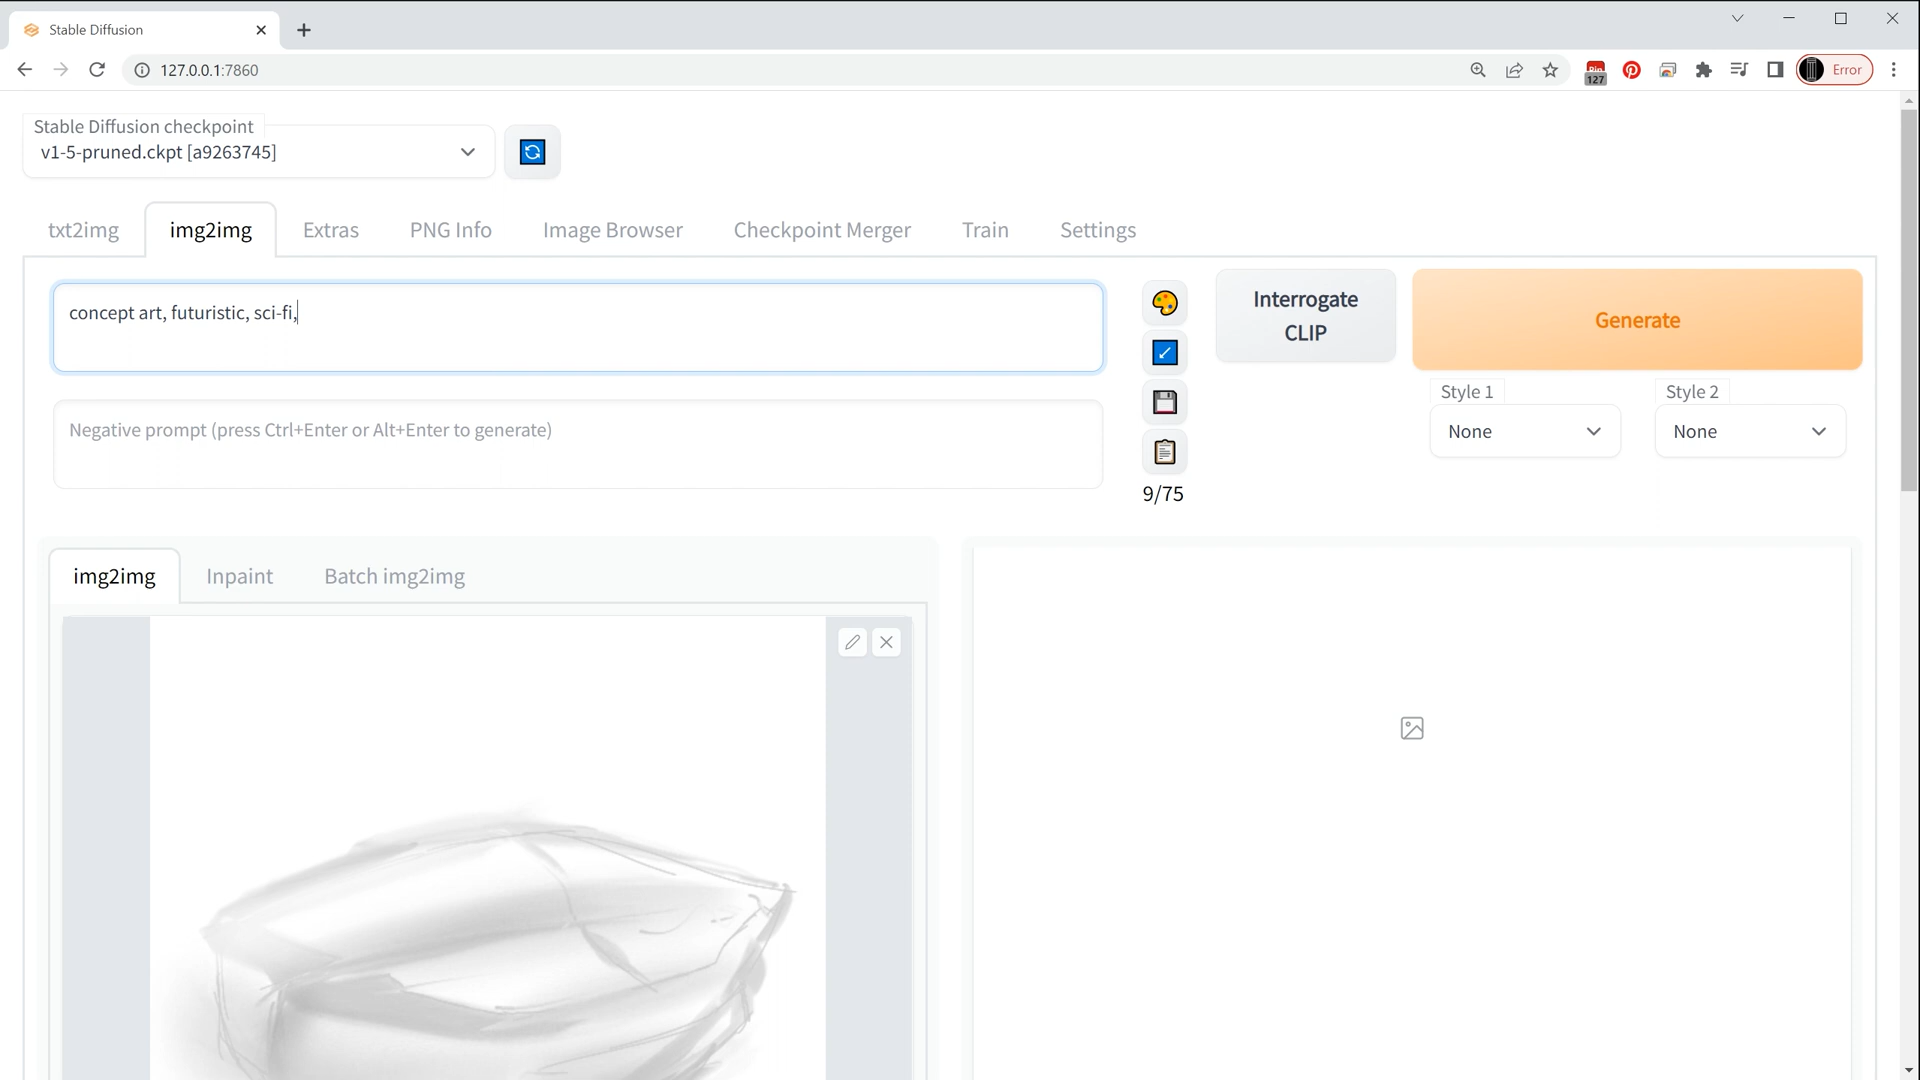 Stable Diffusion
127.0.0.1:7860
127
Error
Stable Diffusion checkpoint
v1-5-pruned.ckpt [a9263745]
txt2img
img2img
Extras
PNG Info
Image Browser
Checkpoint Merger
Train
Settings
concept art, futuristic, sci-fi,
Interrogate
CLIP
Generate
Style 1
Style 2
None
None
Negative prompt (press Ctrl+Enter or Alt+Enter to generate)
9/75
img2img
Inpaint
Batch img2img